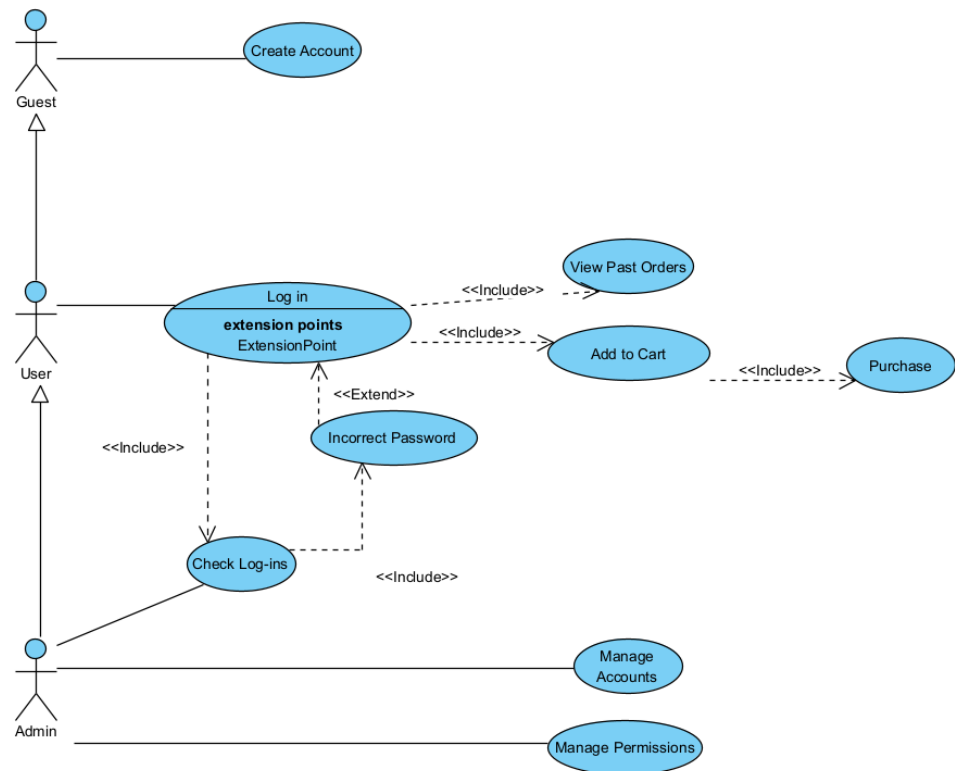 Create Account
Guest
View Past Orders
<<Include>>
Log in
extension points
ExtensionPoint
<<Include>>
Add to Cart
<<Include>>
Purchase
User
<<Extend>>
Incorrect Password
<<Include>>
Check Log-ins
<<Include>>
Manage
Accounts
Admin
Manage Permissions